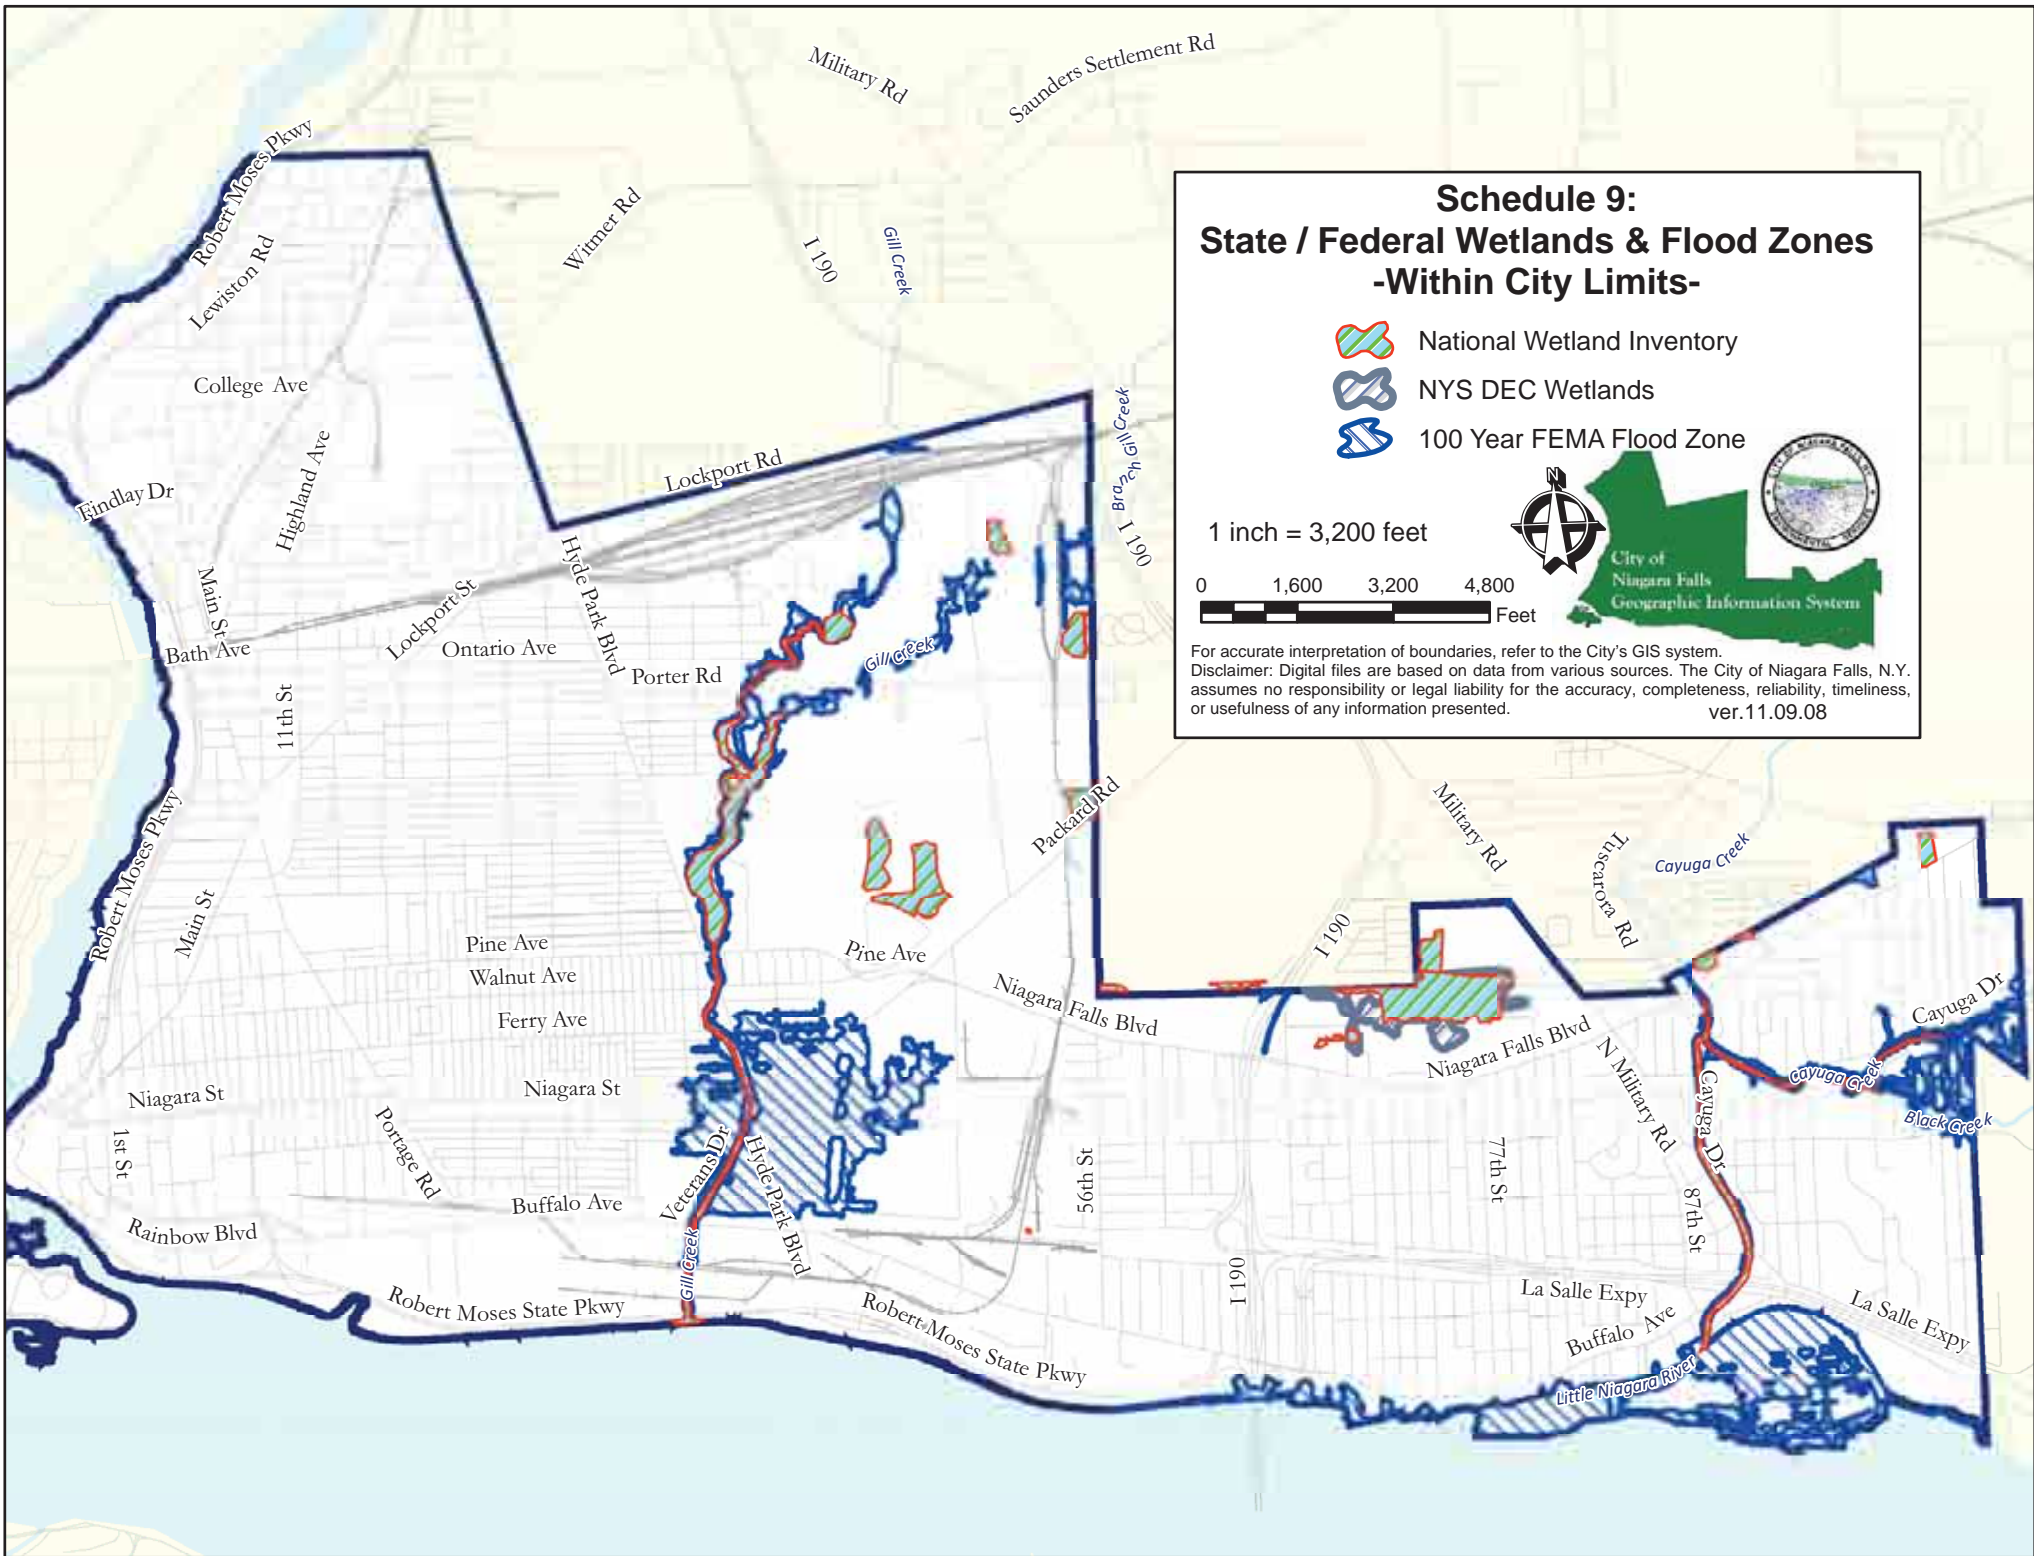 Military Rd
Saunders Settlement Rd
Robert Moses Pkwy
Lewiston Rd
Witmer Rd
I 190
Gill Creek
Schedule 9:
State / Federal Wetlands & Flood Zones
-Within City Limits-
National Wetland Inventory
NYS DEC Wetlands
100 Year FEMA Flood Zone
N
1 inch = 3,200 feet
0 1,600 3,200 4,800
Feet
City of
Niagara Falls
Geographic Information System
For accurate interpretation of boundaries, refer to the City's GIS system.
Disclaimer: Digital files are based on data from various sources. The City of Niagara Falls, N.Y.
assumes no responsibility or legal liability for the accuracy, completeness, reliability, timeliness,
or usefulness of any information presented.
ver.11.09.08
College Ave
Highland Ave
Findlay Dr
Lockport Rd
Branch Gill Creek
I 190
Main St
Bath Ave
Lockport St
Hyde Park Blvd
Ontario Ave
Porter Rd
Gill Creek
11th St
Robert Moses Pkwy
Main St
Packard Rd
Military Rd
Tuscarora Rd
Cayuga Creek
Pine Ave
Walnut Ave
Ferry Ave
Pine Ave
Niagara Falls Blvd
I 190
Niagara Falls Blvd
N Military Rd
Cayuga Dr
Cayuga Creek
Black Creek
Niagara St
Niagara St
1st St
Portage Rd
Veterans Dr
Hyde Park Blvd
56th St
77th St
Cayuga Dr
87th St
Buffalo Ave
Rainbow Blvd
Gill Creek
Robert Moses State Pkwy
Robert Moses State Pkwy
I 190
La Salle Expy
La Salle Expy
Buffalo Ave
Little Niagara River